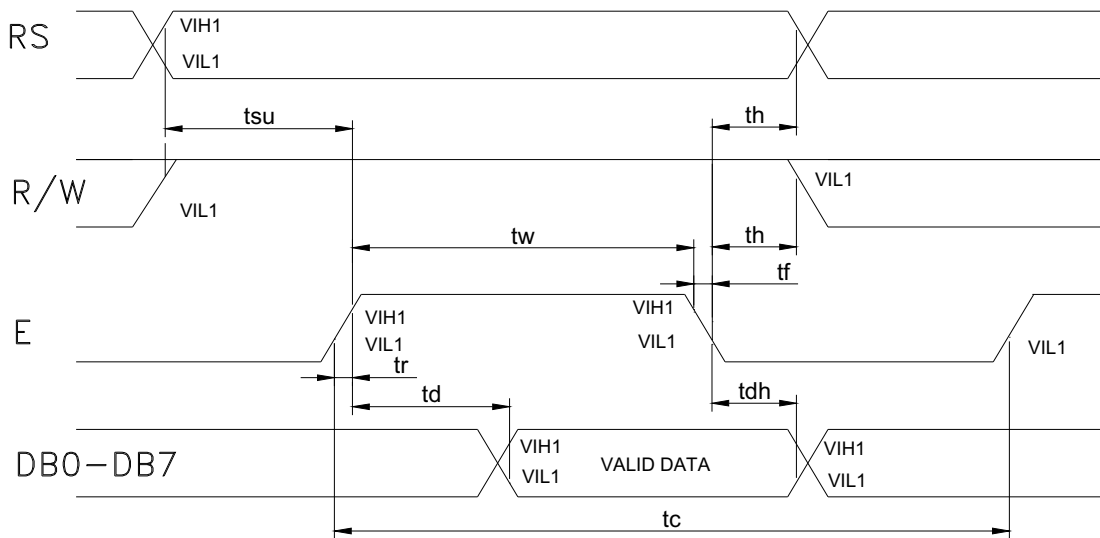 RS
VIH1
VIL1
tsu
th
R/W
VIL1
VIL1
tw
th
tf
E
VIH1
VIL1
VIH1
VIL1
VIL1
tr
td
tdh
DB0-DB7
VIH1
VIL1
VALID DATA
VIH1
VIL1
tc